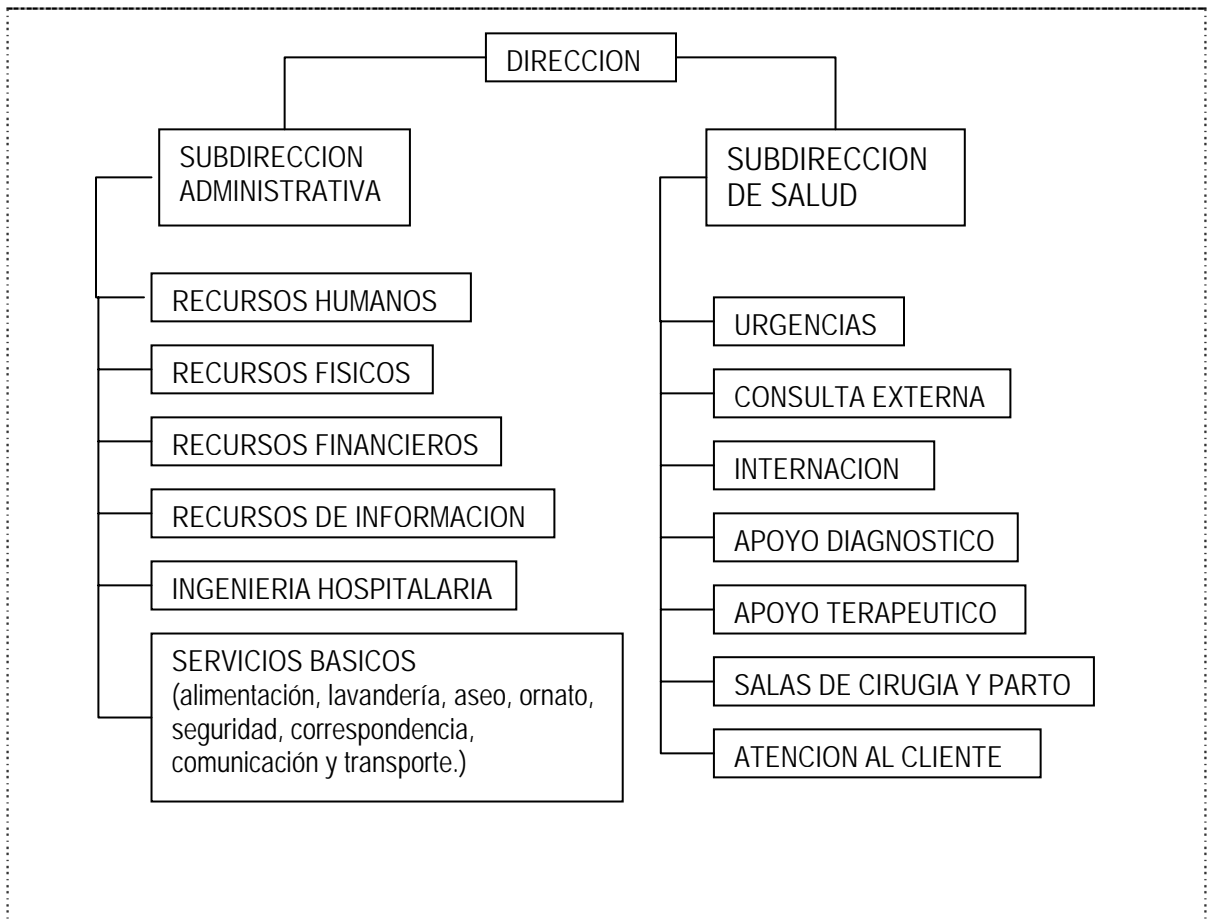 DIRECCION
SUBDIRECCION
ADMINISTRATIVA
RECURSOS HUMANOS
RECURSOS FISICOS
RECURSOS FINANCIEROS
RECURSOS DE INFORMACION
INGENIERIA HOSPITALARIA
SERVICIOS BASICOS
(alimentación, lavandería, aseo, ornato,
seguridad, correspondencia,
comunicación y transporte.)
SUBDIRECCION
DE SALUD
URGENCIAS
CONSULTA EXTERNA
INTERNACION
APOYO DIAGNOSTICO
APOYO TERAPEUTICO
SALAS DE CIRUGIA Y PARTO
ATENCION AL CLIENTE